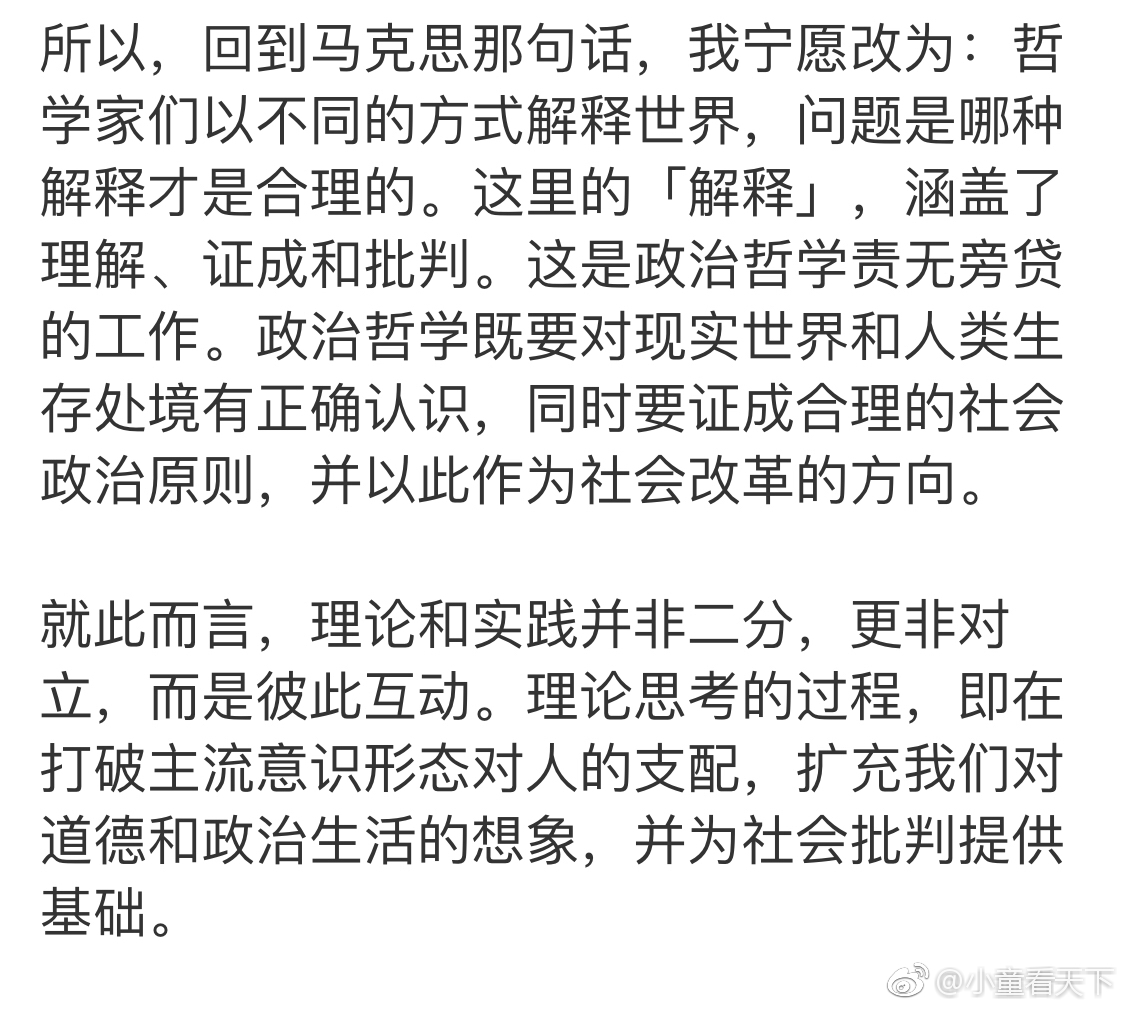 所以，回到马克思那句话，我宁愿改为：哲
学家们以不同的方式解释世界，问题是哪种
解释才是合理的。这里的「解释」，涵盖了
理解、证成和批判。这是政治哲学责无旁贷
的工作。政治哲学既要对现实世界和人类生
存处境有正确认识，同时要证成合理的社会
政治原则，并以此作为社会改革的方向。
就此而言，理论和实践并非二分，更非对
立，而是彼此互动。理论思考的过程，即在
打破主流意识形态对人的支配，扩充我们对
道德和政治生活的想象，并为社会批判提供
基础。
@小童看天下